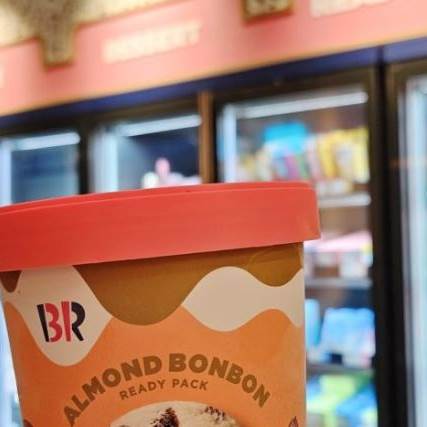 DESSERT
BR
ALMOND BONBON
READY PACK